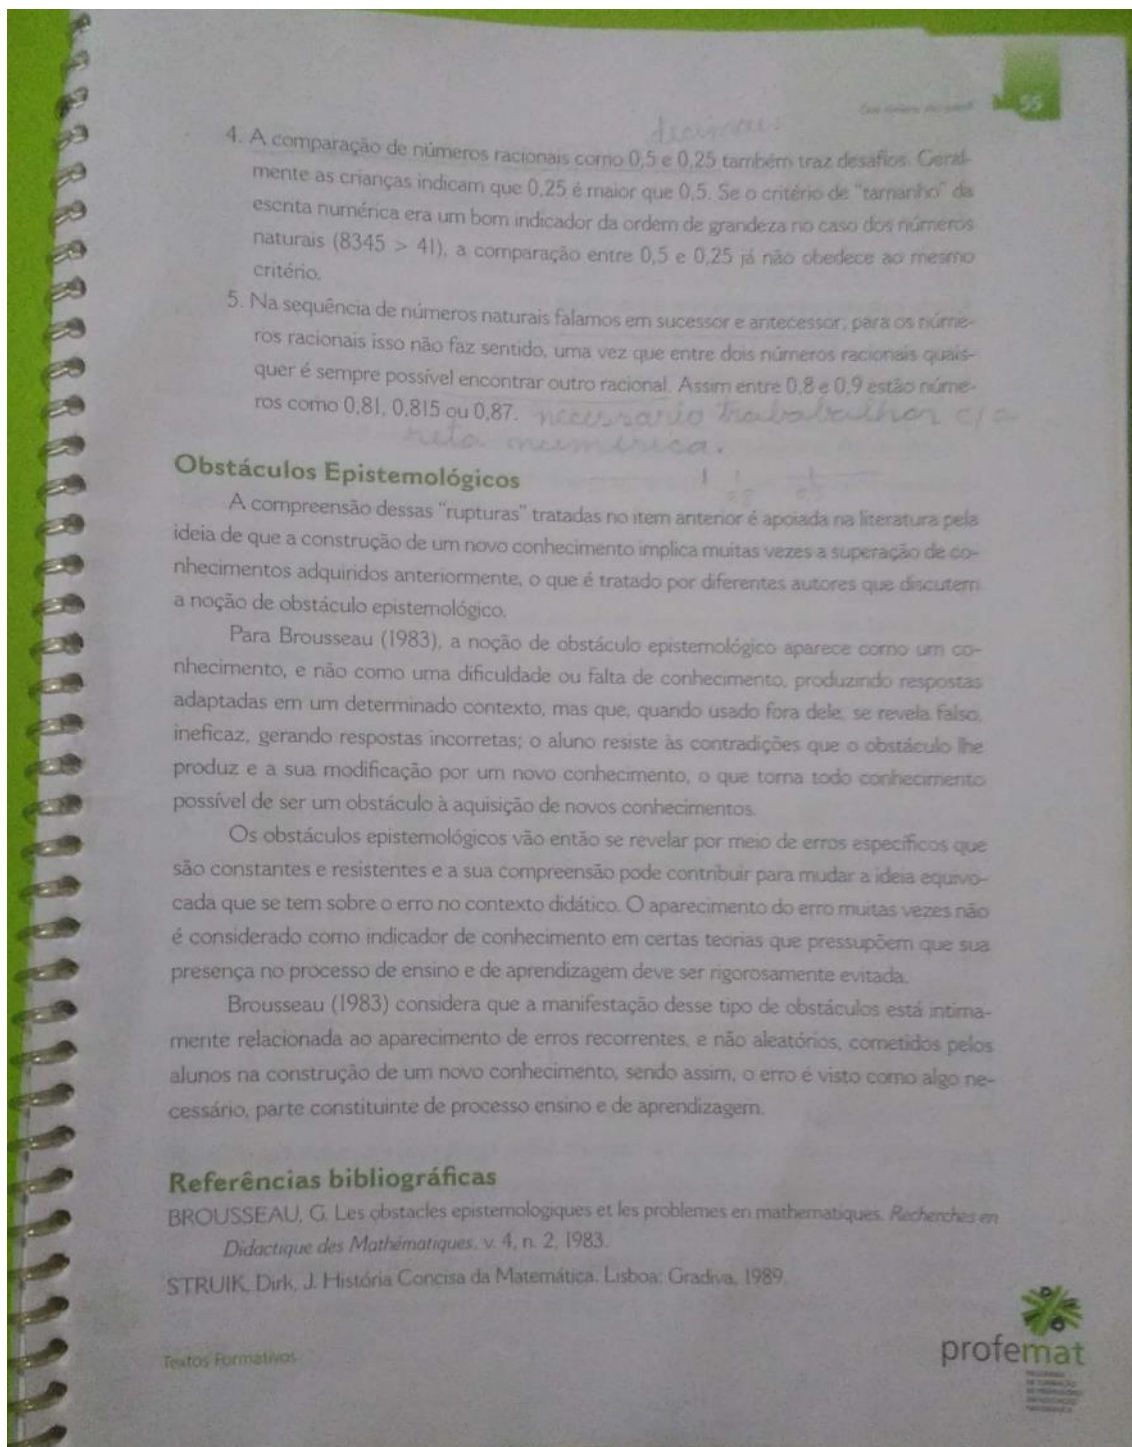 55
decimais
4. A comparação de números racionais como 0,5 e 0,25 também traz desafios. Geral-
mente as crianças indicam que 0,25 é maior que 0,5. Se o critério de "tamanho" da
escrita numérica era um bom indicador da ordem de grandeza no caso dos números
naturais (8345 > 41), a comparação entre 0,5 e 0,25 já não obedece ao mesmo
critério.
5. Na sequência de números naturais falamos em sucessor e antecessor; para os núme-
ros racionais isso não faz sentido, uma vez que entre dois números racionais quais-
quer é sempre possível encontrar outro racional. Assim entre 0,8 e 0,9 estão núme-
ros como 0,81, 0,815 ou 0,87. necessario trababalhar c/ a
reta numérica.
Obstáculos Epistemológicos
A compreensão dessas "rupturas" tratadas no item anterior é apoiada na literatura pela
ideia de que a construção de um novo conhecimento implica muitas vezes a superação de co-
nhecimentos adquiridos anteriormente, o que é tratado por diferentes autores que discutem
a noção de obstáculo epistemológico.
Para Brousseau (1983), a noção de obstáculo epistemológico aparece como um co-
nhecimento, e não como uma dificuldade ou falta de conhecimento, produzindo respostas
adaptadas em um determinado contexto, mas que, quando usado fora dele, se revela falso,
ineficaz, gerando respostas incorretas; o aluno resiste às contradições que o obstáculo lhe
produz e a sua modificação por um novo conhecimento, o que torna todo conhecimento
possível de ser um obstáculo à aquisição de novos conhecimentos.
Os obstáculos epistemológicos vão então se revelar por meio de erros específicos que
são constantes e resistentes e a sua compreensão pode contribuir para mudar a ideia equivo-
cada que se tem sobre o erro no contexto didático. O aparecimento do erro muitas vezes não
é considerado como indicador de conhecimento em certas teorias que pressupõem que sua
presença no processo de ensino e de aprendizagem deve ser rigorosamente evitada.
Brousseau (1983) considera que a manifestação desse tipo de obstáculos está intima-
mente relacionada ao aparecimento de erros recorrentes, e não aleatórios, cometidos pelos
alunos na construção de um novo conhecimento, sendo assim, o erro é visto como algo ne-
cessário, parte constituinte de processo ensino e de aprendizagem.
Referências bibliográficas
BROUSSEAU, G. Les obstacles epistemologiques et les problemes en mathematiques. Recherches en
Didactique des Mathématiques, v. 4, n. 2, 1983.
STRUIK, Dirk, J. História Concisa da Matemática. Lisboa: Gradiva, 1989.
Textos Formativos
profemat